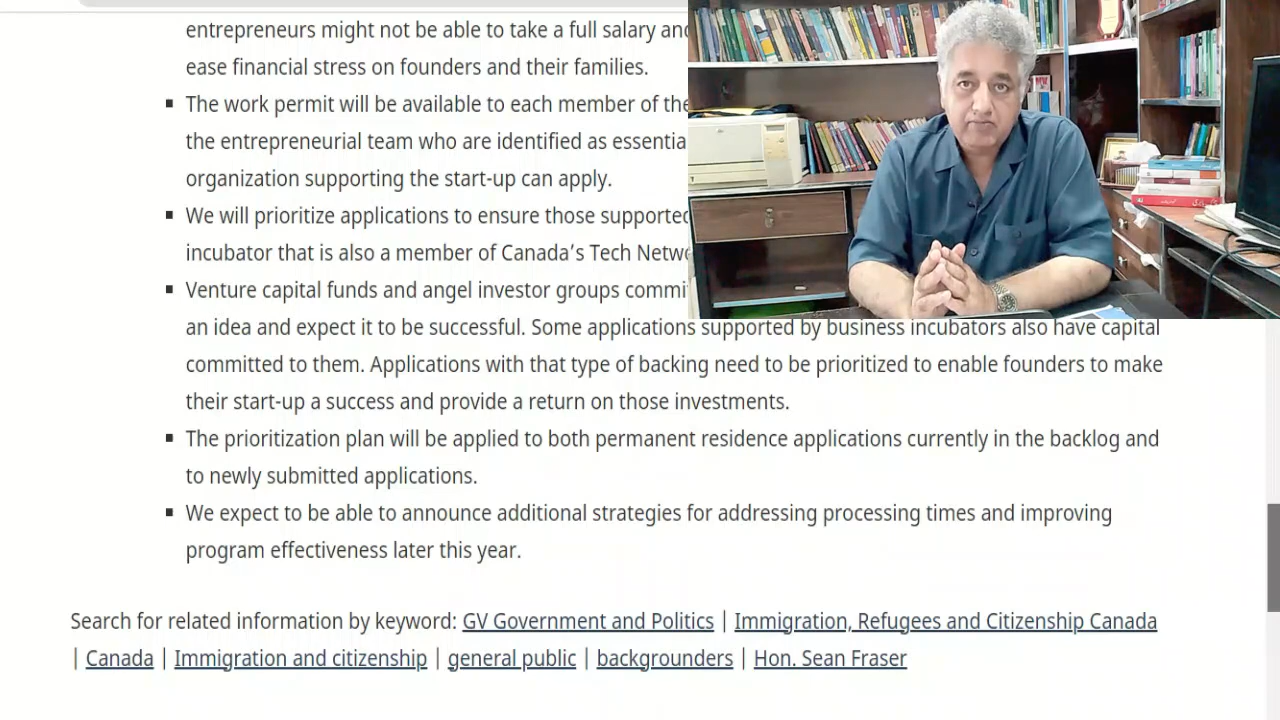 entrepreneurs might not be able to take a full salary and
ease financial stress on founders and their families.
▪ The work permit will be available to each member of the
the entrepreneurial team who are identified as
organization supporting the start-up can apply.
▪ We will prioritize applications to ensure those supported
incubator that is also a member of Canada’s Tech
▪ Venture capital funds and angel investor groups
an idea and expect it to be successful. Some applications supported by business incubators also have capital
committed to them. Applications with that type of backing need to be prioritized to enable founders to make
their start-up a success and provide a return on those investments.
▪ The prioritization plan will be applied to both permanent residence applications currently in the backlog and
to newly submitted applications.
▪ We expect to be able to announce additional strategies for addressing processing times and improving
program effectiveness later this year.
Search for related information by keyword: GV Government and Politics | Immigration, Refugees and Citizenship Canada
| Canada | Immigration and citizenship | general public | backgrounders | Hon. Sean Fraser